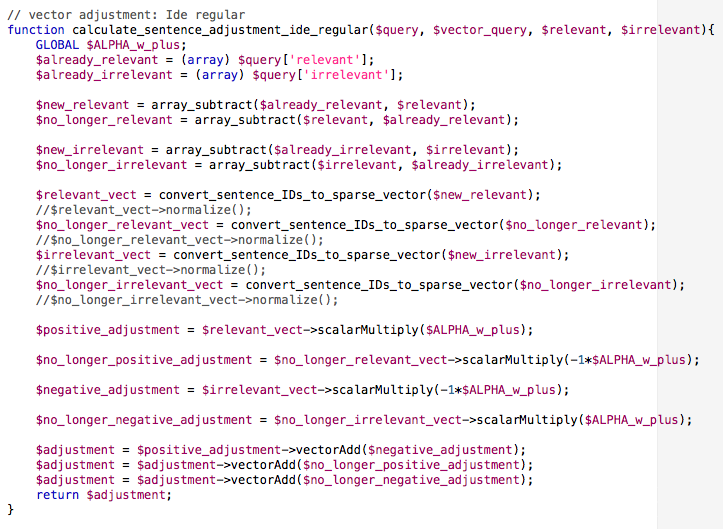 // vector adjustment: Ide regular
function calculate_sentence_adjustment_ide_regular($query, $vector_query, $relevant, $irrelevant){
    GLOBAL $ALPHA_w_plus;
    $already_relevant = (array) $query['relevant'];
    $already_irrelevant = (array) $query['irrelevant'];

    $new_relevant = array_subtract($already_relevant, $relevant);
    $no_longer_relevant = array_subtract($relevant, $already_relevant);

    $new_irrelevant = array_subtract($already_irrelevant, $irrelevant);
    $no_longer_irrelevant = array_subtract($irrelevant, $already_irrelevant);

    $relevant_vect = convert_sentence_IDs_to_sparse_vector($new_relevant);
    //$relevant_vect->normalize();
    $no_longer_relevant_vect = convert_sentence_IDs_to_sparse_vector($no_longer_relevant);
    //$no_longer_relevant_vect->normalize();
    $irrelevant_vect = convert_sentence_IDs_to_sparse_vector($new_irrelevant);
    //$irrelevant_vect->normalize();
    $no_longer_irrelevant_vect = convert_sentence_IDs_to_sparse_vector($no_longer_irrelevant);
    //$no_longer_irrelevant_vect->normalize();

    $positive_adjustment = $relevant_vect->scalarMultiply($ALPHA_w_plus);

    $no_longer_positive_adjustment = $no_longer_relevant_vect->scalarMultiply(-1*$ALPHA_w_plus);

    $negative_adjustment = $irrelevant_vect->scalarMultiply(-1*$ALPHA_w_plus);

    $no_longer_negative_adjustment = $no_longer_irrelevant_vect->scalarMultiply($ALPHA_w_plus);

    $adjustment = $positive_adjustment->vectorAdd($negative_adjustment);
    $adjustment = $adjustment->vectorAdd($no_longer_positive_adjustment);
    $adjustment = $adjustment->vectorAdd($no_longer_negative_adjustment);
    return $adjustment;
}